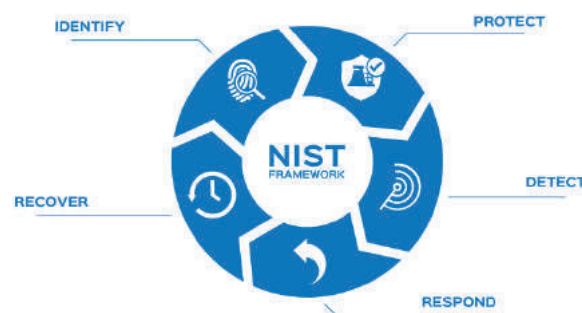 IDENTIFY
PROTECT
NIST
FRAMEWORK
RECOVER
DETECT
RESPOND